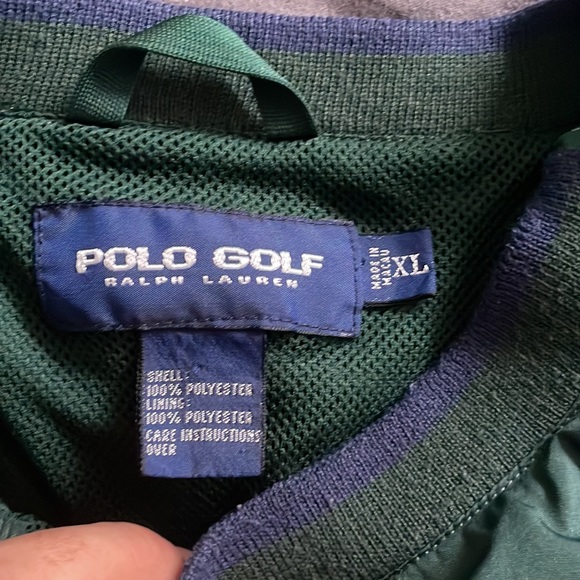 POLO GOLF
RALPH LAUREN
MADE IN
MACAU
XL
SHELL:
100% POLYESTER
LINING:
100% POLYESTER
CARE INSTRUCTIONS
OVER